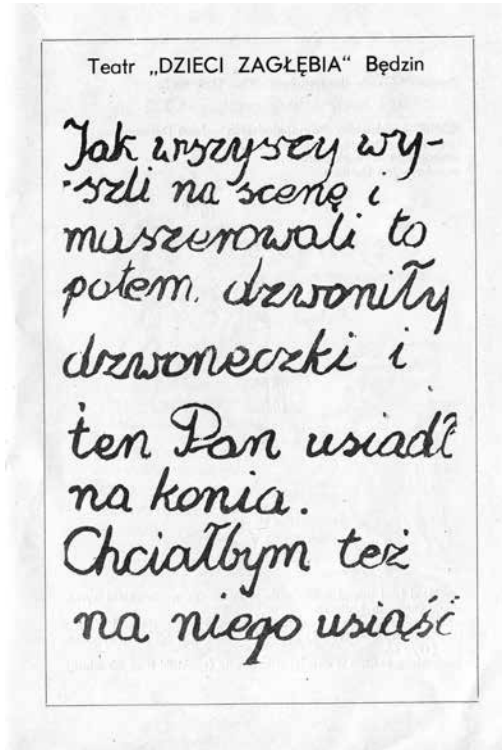 Teatr „DZIECI ZAGŁĘBIA“ Będzin
Jak wszyscy wy-
szli na scenę i
maszerowali to
potem dzwoniły
dzwoneczki i
ten Pan usiadł
na konia.
Chciałbym też
na niego usiąść